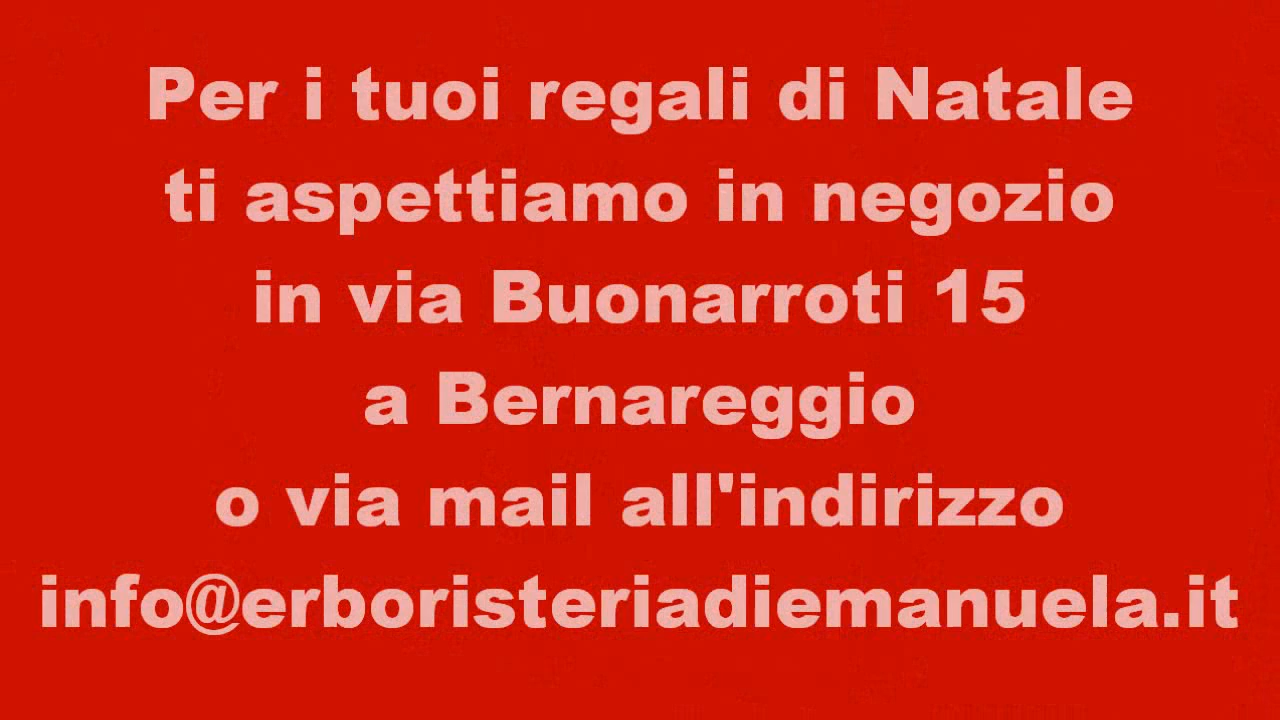 Per i tuoi regali di Natale
ti aspettiamo in negozio
in via Buonarroti 15
a Bernareggio
o via mail all'indirizzo
info@erboristeriadiemanuela.it